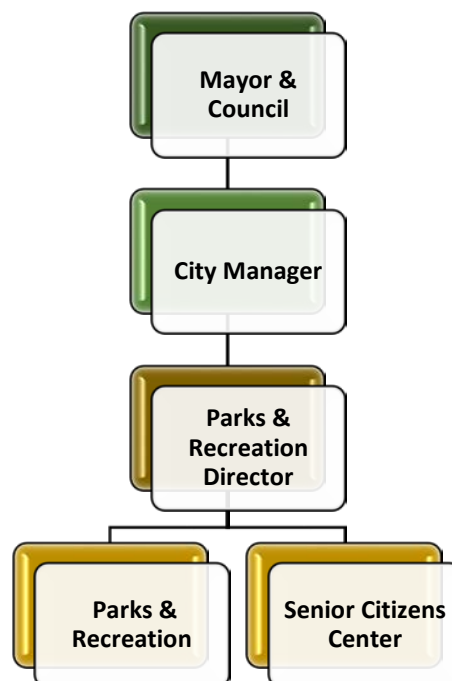 Mayor &
Council
City Manager
Parks &
Recreation
Director
Parks &
Recreation
Senior Citizens
Center